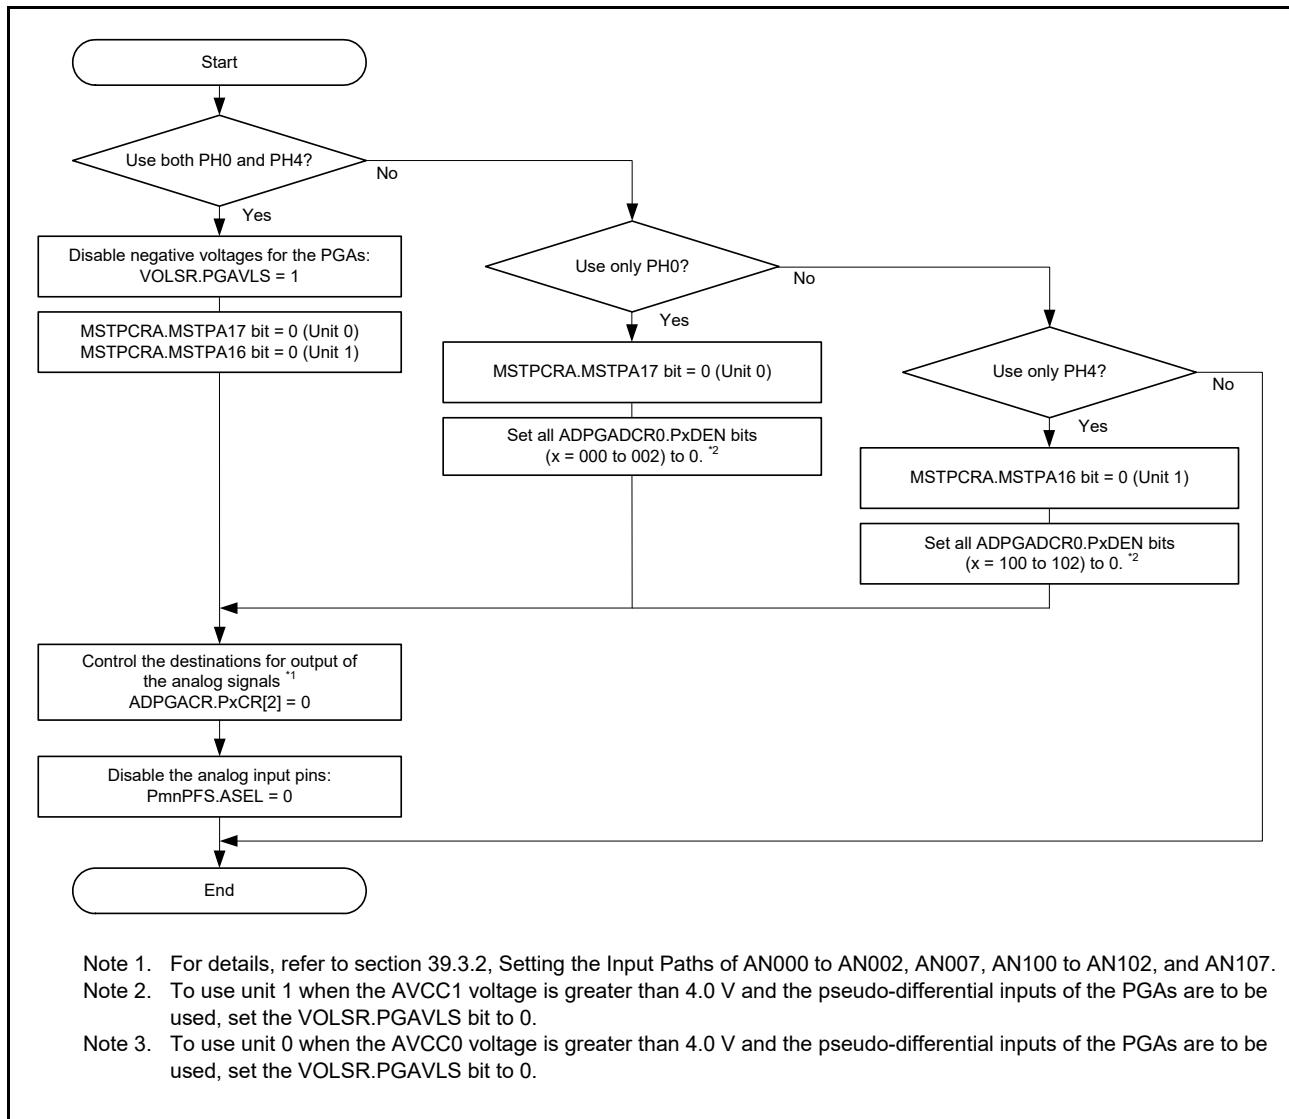 Start
Use both PH0 and PH4?
No
Yes
Disable negative voltages for the PGAs:
VOLSR.PGAVLS = 1
MSTPCRA.MSTPA17 bit = 0 (Unit 0)
MSTPCRA.MSTPA16 bit = 0 (Unit 1)
Use only PH0?
No
Yes
MSTPCRA.MSTPA17 bit = 0 (Unit 0)
Set all ADPGADCR0.PxDEN bits
(x = 000 to 002) to 0. *2
Use only PH4?
No
Yes
MSTPCRA.MSTPA16 bit = 0 (Unit 1)
Set all ADPGADCR0.PxDEN bits
(x = 100 to 102) to 0. *2
Control the destinations for output of
the analog signals *1
ADPGACR.PxCR[2] = 0
Disable the analog input pins:
PmnPFS.ASEL = 0
End
Note 1. For details, refer to section 39.3.2, Setting the Input Paths of AN000 to AN002, AN007, AN100 to AN102, and AN107.
Note 2. To use unit 1 when the AVCC1 voltage is greater than 4.0 V and the pseudo-differential inputs of the PGAs are to be
used, set the VOLSR.PGAVLS bit to 0.
Note 3. To use unit 0 when the AVCC0 voltage is greater than 4.0 V and the pseudo-differential inputs of the PGAs are to be
used, set the VOLSR.PGAVLS bit to 0.